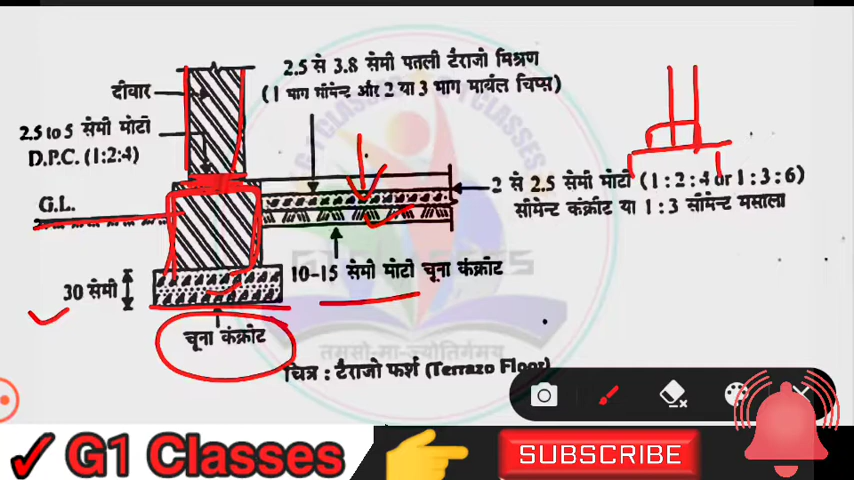 2.5 से 3.8 सेमी पतली टैराजो मिश्रण
(1 भाग सीमेन्ट और 2 या 3 भाग मार्बल चिप्स)
दीवार
2.5 to 5 सेमी मोटी
D.P.C. (1:2:4)
G.L.
2 से 2.5 सेमी मोटी (1:2:4 or 1:3:6)
सीमेन्ट कंक्रीट या 1:3 सीमेन्ट मसाला
10-15 सेमी मोटी चूना कंक्रीट
30 सेमी
चूना कंक्रीट
तमसो-मा-ज्योतिर्गमय
चित्र : टैराजो फर्श (Terrazo Floor)
G1 Classes
SUBSCRIBE